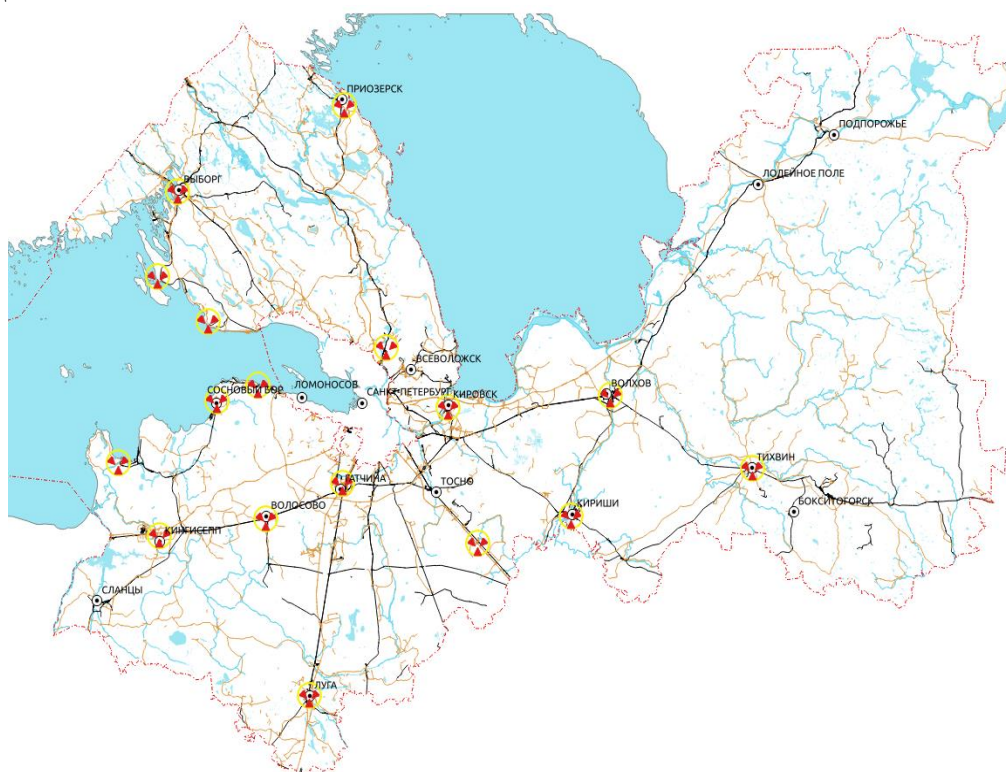 ПРИОЗЕРСК
ПОДПОРОЖЬЕ
ЛОДЕЙНОЕ ПОЛЕ
ВЫБОРГ
ВСЕВОЛОЖСК
СОСНОВЫЙ БОР
ЛОМОНОСОВ
САНКТ-ПЕТЕРБУРГ
КИРОВСК
ВОЛХОВ
ТИХВИН
ГАТЧИНА
ТОСНО
БОКСИТОГОРСК
ВОЛОСОВО
КИРИШИ
КИНГИСЕПП
СЛАНЦЫ
ЛУГА